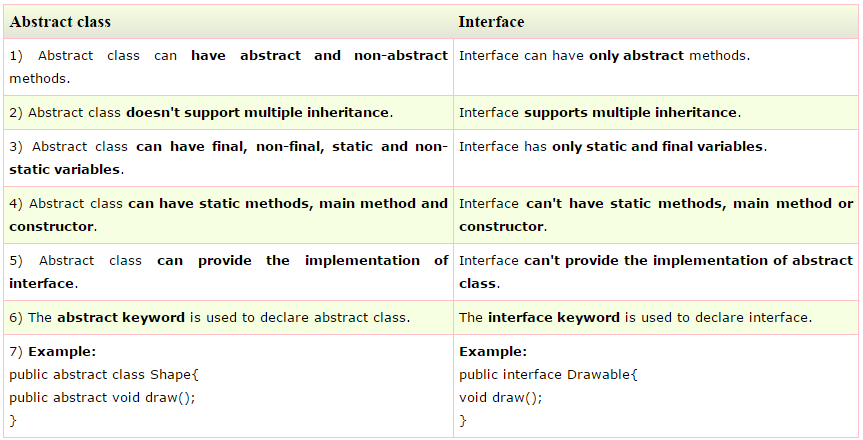 Abstract class Interface
1) Abstract class can have abstract and non-abstract
methods.
Interface can have only abstract methods.
2) Abstract class doesn't support multiple inheritance.
Interface supports multiple inheritance.
3) Abstract class can have final, non-final, static and non-
static variables.
Interface has only static and final variables.
4) Abstract class can have static methods, main method and
constructor.
Interface can't have static methods, main method or
constructor.
5) Abstract class can provide the implementation of
interface.
Interface can't provide the implementation of abstract
class.
6) The abstract keyword is used to declare abstract class.
The interface keyword is used to declare interface.
7) Example:
public abstract class Shape{
public abstract void draw();
}
Example:
public interface Drawable{
void draw();
}